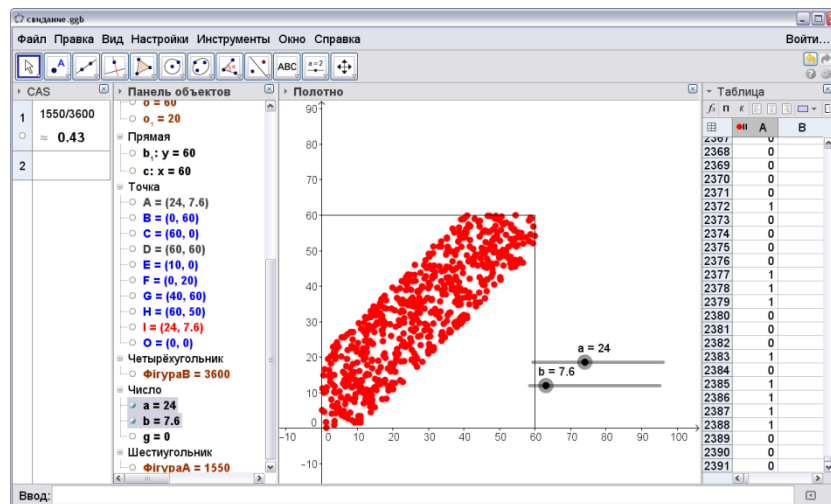 свидание.ggb
Файл Правка Вид Настройки Инструменты Окно Справка
Войти...
A
ABC
a=2
CAS
1
1550/3600
≈ 0.43
2
Панель объектов
o = 60
o₁ = 20
Прямая
b₁: y = 60
c: x = 60
Точка
A = (24, 7.6)
B = (0, 60)
C = (60, 0)
D = (60, 60)
E = (10, 0)
F = (0, 20)
G = (40, 60)
H = (60, 50)
I = (24, 7.6)
O = (0, 0)
Четырёхугольник
ФігураB = 3600
Число
a = 24
b = 7.6
g = 0
Шестиугольник
ФігураA = 1550
Полотно
90
80
70
60
50
40
30
20
10
0
-10
-10 0 10 20 30 40 50 60 70 80 90 100
a = 24
b = 7.6
Таблица
A B
2367 0
2368 0
2369 0
2370 0
2371 0
2372 1
2373 0
2374 0
2375 0
2376 0
2377 1
2378 1
2379 1
2380 0
2381 0
2382 0
2383 1
2384 0
2385 1
2386 1
2387 1
2388 1
2389 0
2390 0
2391 0
Ввод: